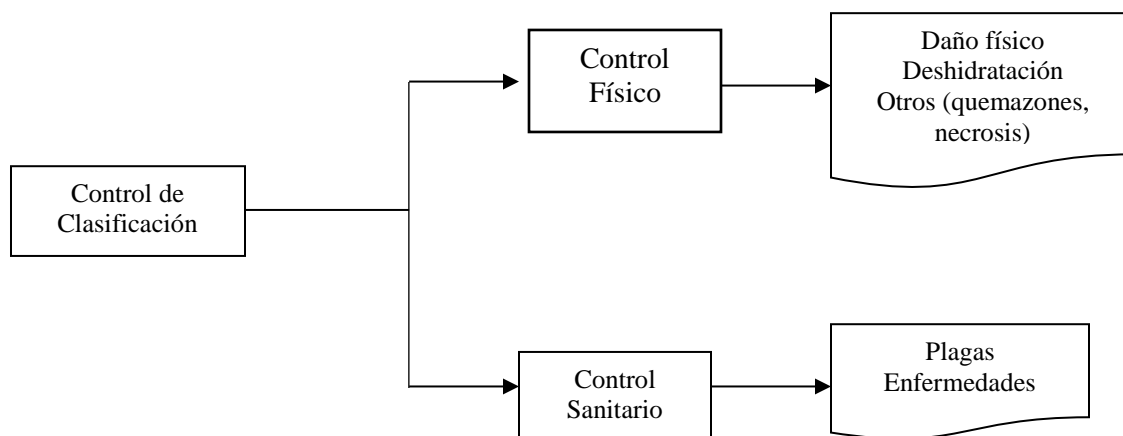 Control de
Clasificación
Control
Físico
Daño físico
Deshidratación
Otros (quemazones,
necrosis)
Control
Sanitario
Plagas
Enfermedades